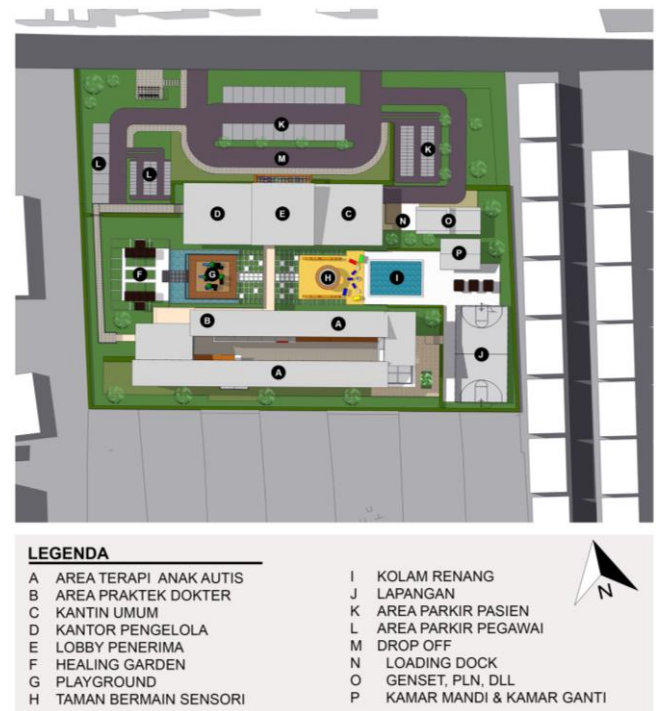 K
M
K
L
L
D
E
C
N
O
P
F
G
H
I
B
A
J
A
LEGENDA
A AREA TERAPI ANAK AUTIS
B AREA PRAKTEK DOKTER
C KANTIN UMUM
D KANTOR PENGELOLA
E LOBBY PENERIMA
F HEALING GARDEN
G PLAYGROUND
H TAMAN BERMAIN SENSORI
I KOLAM RENANG
J LAPANGAN
K AREA PARKIR PASIEN
L AREA PARKIR PEGAWAI
M DROP OFF
N LOADING DOCK
O GENSET, PLN, DLL
P KAMAR MANDI & KAMAR GANTI
N